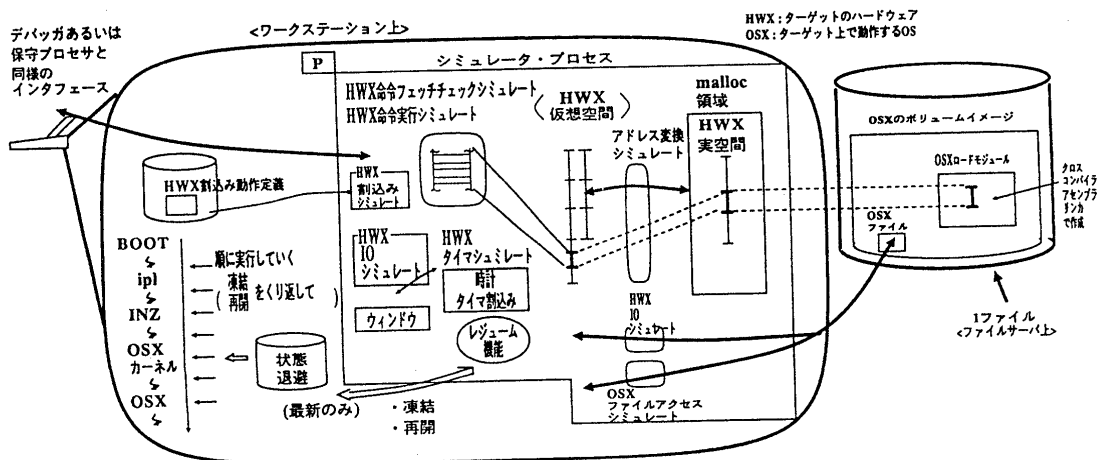 HWX:ターゲットのハードウェア
OSX:ターゲット上で動作するOS
デバッガあるいは
保守プロセサと
同様の
インタフェース
<ワークステーション上>
P
シミュレータ・プロセス
HWX命令フェッチチェックシミュレート
HWX命令実行シミュレート
(HWX
仮想空間)
malloc
領域
HWX
実空間
アドレス変換
シミュレート
OSXのボリュームイメージ
OSXロードモジュール
OSX
ファイル
クロス
コンパイラ
アセンブラ
リンカ
で作成
1ファイル
<ファイルサーバ上>
HWX割込み動作定義
HWX
割込み
シミュレート
HWX
IO
シミュレート
HWX
タイマシュミレート
時計
タイマ割込み
ウィンドウ
レジューム
機能
HWX
IO
シミュレート
OSX
ファイルアクセス
シミュレート
BOOT
ipl
INZ
OSX
カーネル
OSX
順に実行していく
(凍結
再開 をくり返して)
状態
退避
(最新のみ)
・凍結
・再開